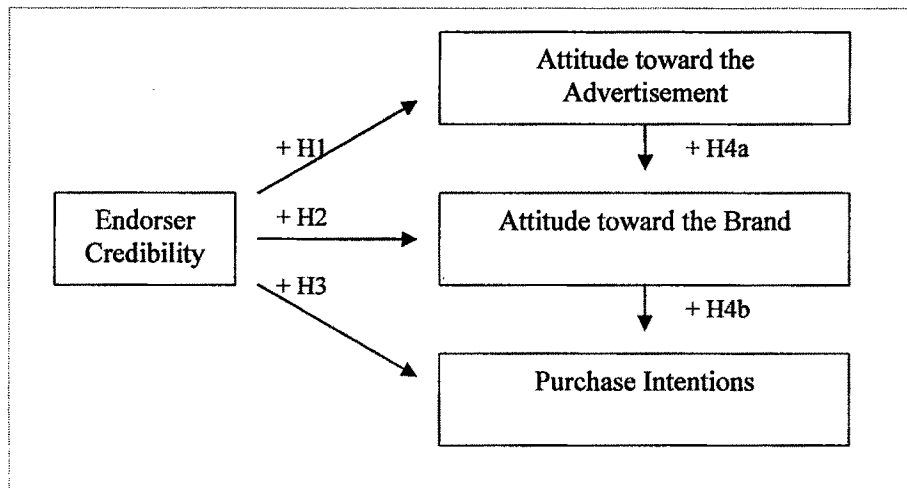 Attitude toward the
Advertisement
+ H1
+ H4a
Endorser
Credibility
+ H2
Attitude toward the Brand
+ H3
+ H4b
Purchase Intentions